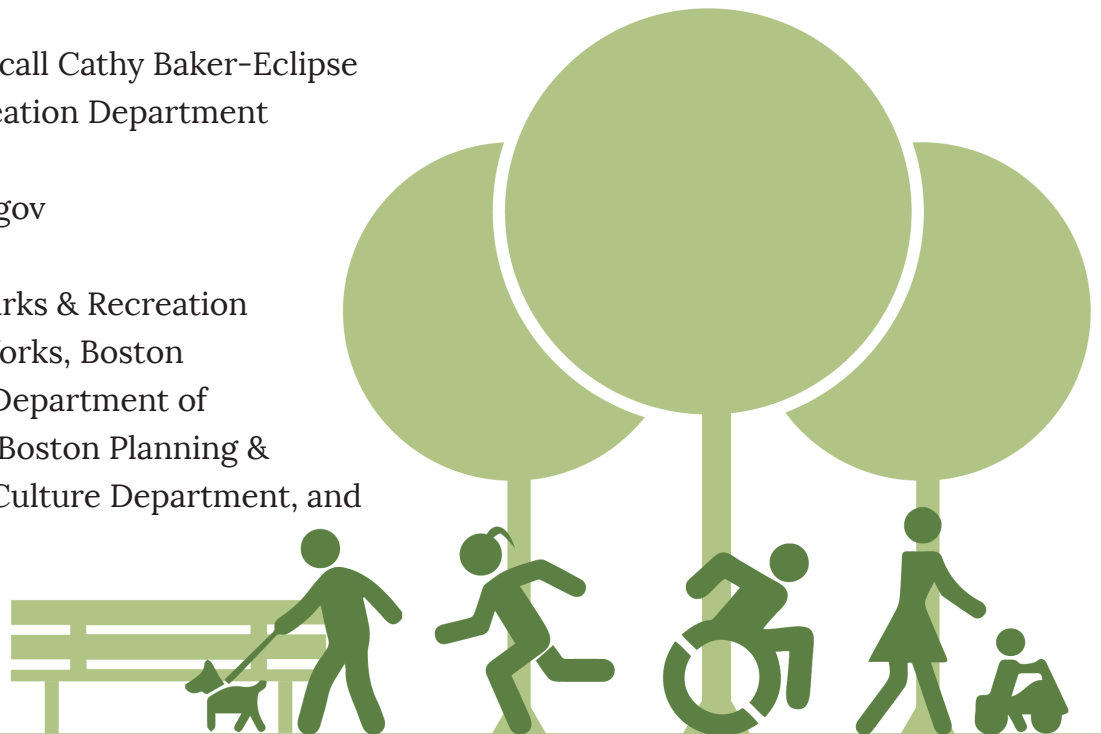 call Cathy Baker-Eclipse
eation Department
gov
rks & Recreation
orks, Boston
Department of
Boston Planning &
Culture Department, and